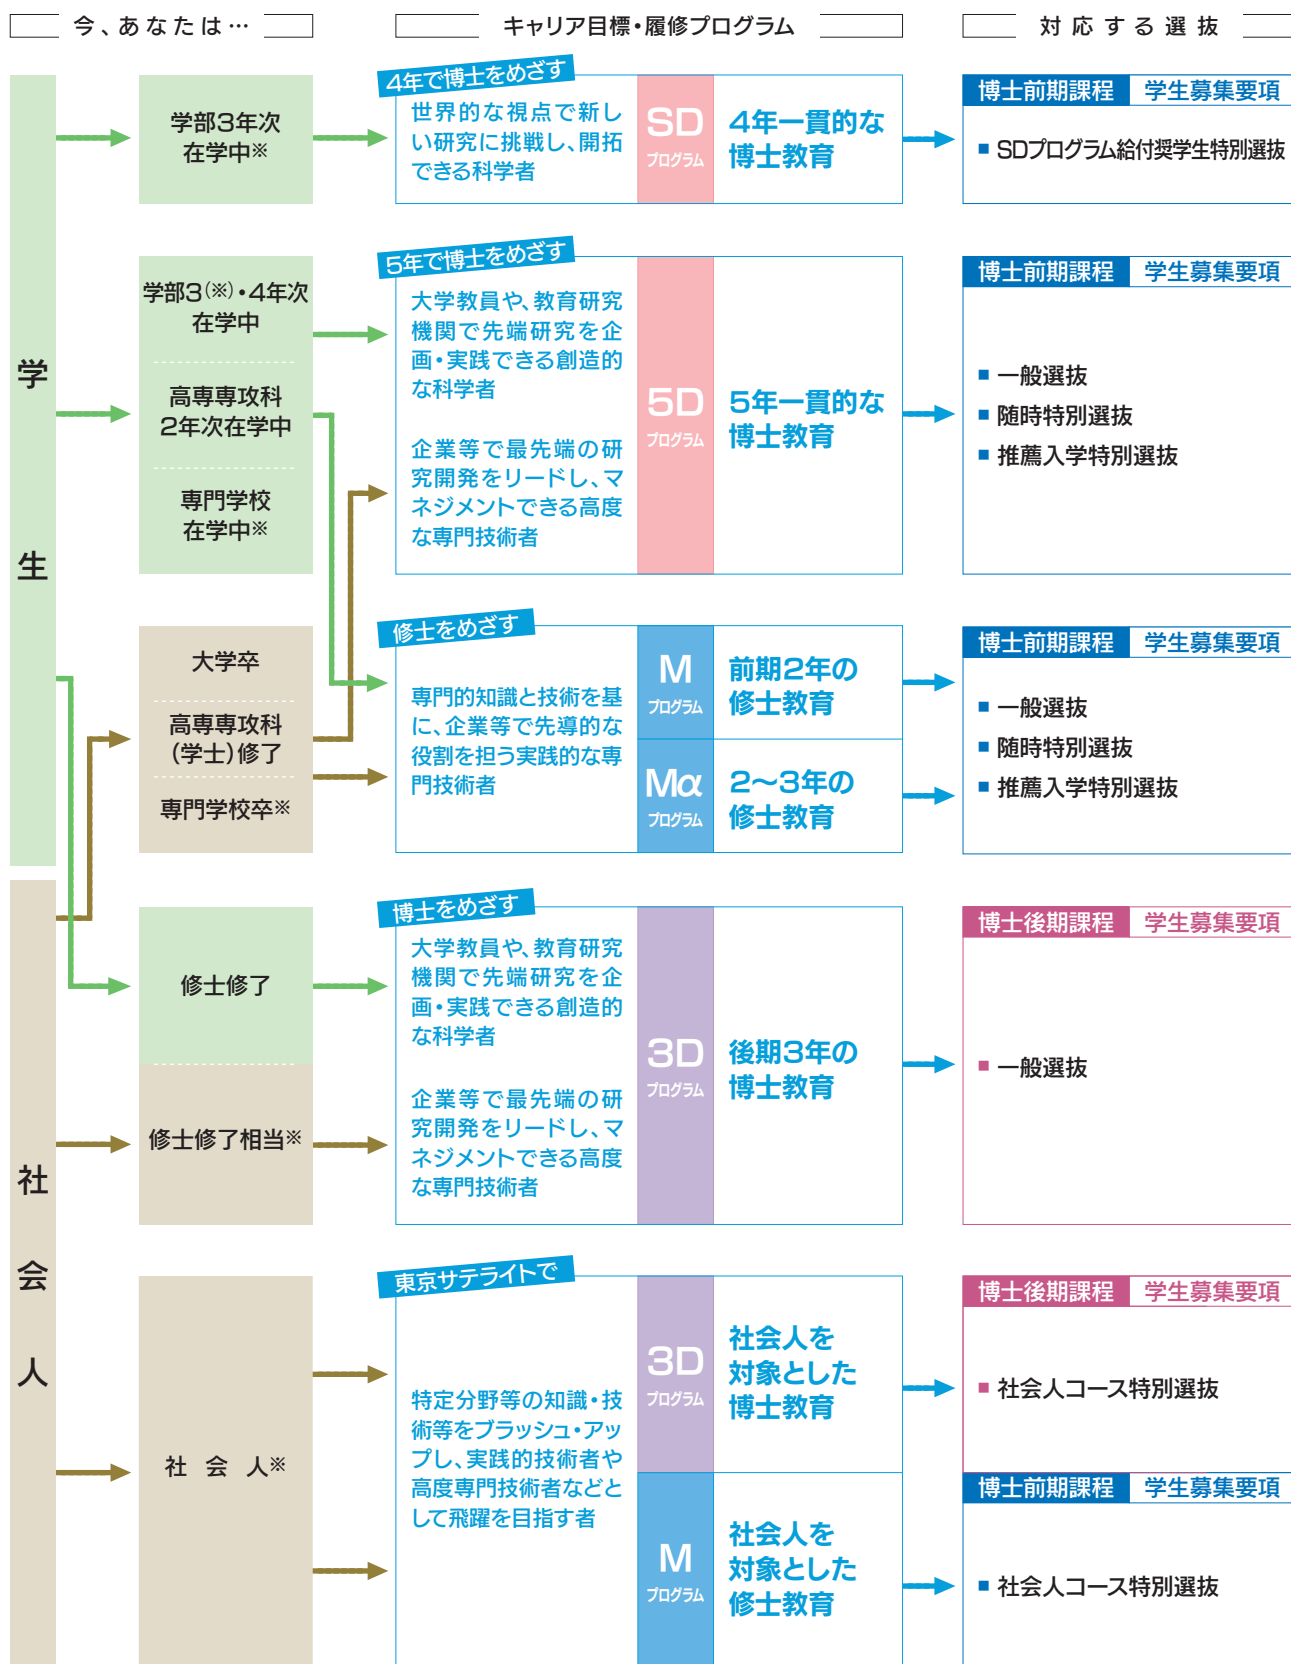 今、あなたは…
キャリア目標・履修プログラム
対応する選抜
学生
社会人
学部3年次
在学中※
4年で博士をめざす
世界的な視点で新し
い研究に挑戦し、開拓
できる科学者
SD
プログラム
4年一貫的な
博士教育
博士前期課程 学生募集要項
■ SDプログラム給付奨学生特別選抜
学部3(※)・4年次
在学中
高専専攻科
2年次在学中
専門学校
在学中※
5年で博士をめざす
大学教員や、教育研究
機関で先端研究を企
画・実践できる創造的
な科学者
企業等で最先端の研
究開発をリードし、マ
ネジメントできる高度
な専門技術者
5D
プログラム
5年一貫的な
博士教育
博士前期課程 学生募集要項
■ 一般選抜
■ 随時特別選抜
■ 推薦入学特別選抜
大学卒
高専専攻科
(学士)修了
専門学校卒※
修士をめざす
専門的知識と技術を基
に、企業等で先導的な
役割を担う実践的な専
門技術者
M
プログラム
前期2年の
修士教育
Mα
プログラム
2〜3年の
修士教育
博士前期課程 学生募集要項
■ 一般選抜
■ 随時特別選抜
■ 推薦入学特別選抜
修士修了
修士修了相当※
博士をめざす
大学教員や、教育研究
機関で先端研究を企
画・実践できる創造的
な科学者
企業等で最先端の研
究開発をリードし、マ
ネジメントできる高度
な専門技術者
3D
プログラム
後期3年の
博士教育
博士後期課程 学生募集要項
■ 一般選抜
社会人※
東京サテライトで
特定分野等の知識・技
術等をブラッシュ・アッ
プし、実践的技術者や
高度専門技術者などと
して飛躍を目指す者
3D
プログラム
社会人を
対象とした
博士教育
博士後期課程 学生募集要項
■ 社会人コース特別選抜
M
プログラム
社会人を
対象とした
修士教育
博士前期課程 学生募集要項
■ 社会人コース特別選抜